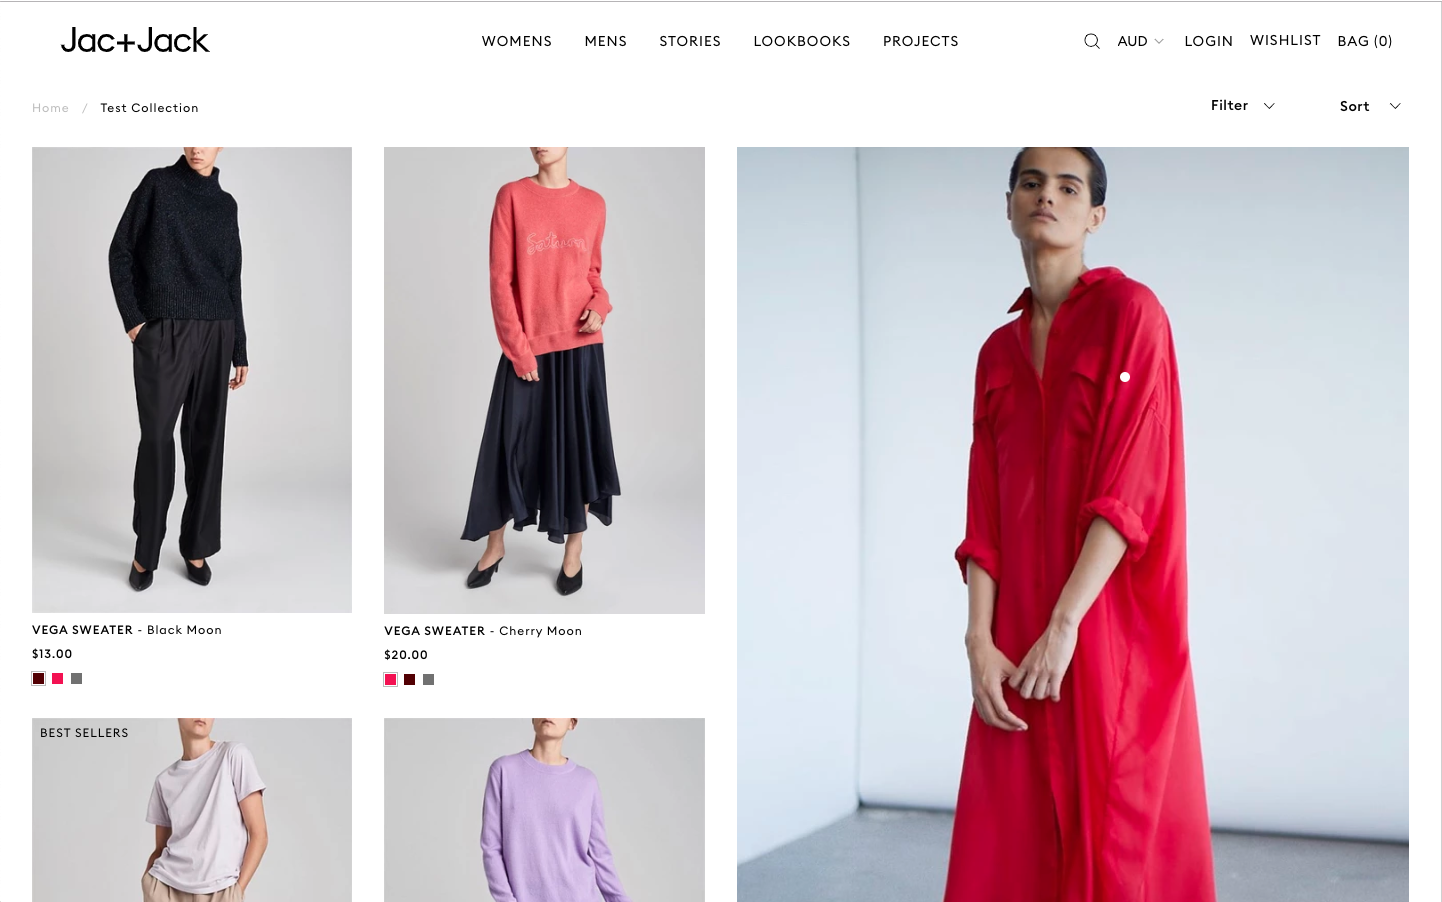 Jac+Jack
WOMENS MENS STORIES LOOKBOOKS PROJECTS
AUD LOGIN WISHLIST BAG (0)
Home / Test Collection
Filter
Sort
Saturn
VEGA SWEATER - Black Moon
$13.00
VEGA SWEATER - Cherry Moon
$20.00
BEST SELLERS